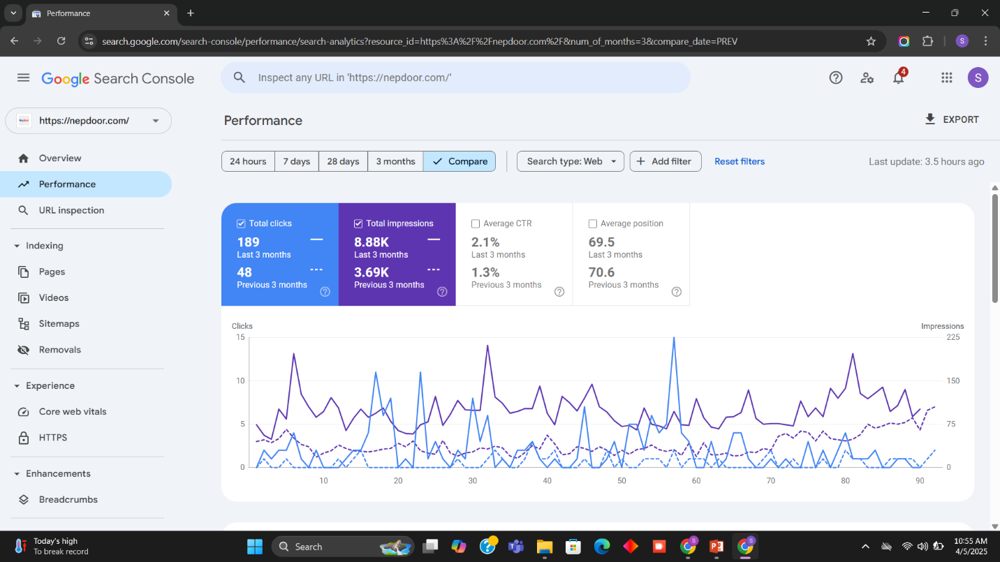 Performance
search.google.com/search-console/performance/search-analytics?resource_id=https%3A%2F%2Fnepdoor.com%2F&num_of_months=3&compare_date=PREV
S
Google Search Console
Inspect any URL in 'https://nepdoor.com/'
4
S
https://nepdoor.com/
Overview
Performance
URL inspection
Indexing
Pages
Videos
Sitemaps
Removals
Experience
Core web vitals
HTTPS
Enhancements
Breadcrumbs
Performance
EXPORT
24 hours 7 days 28 days 3 months Compare
Search type: Web
Add filter
Reset filters
Last update: 3.5 hours ago
Total clicks
189
Last 3 months
48
Previous 3 months
Total impressions
8.88K
Last 3 months
3.69K
Previous 3 months
Average CTR
2.1%
Last 3 months
1.3%
Previous 3 months
Average position
69.5
Last 3 months
70.6
Previous 3 months
Clicks Impressions
15 225
10 150
5 75
0 0
10 20 30 40 50 60 70 80 90
Today's high
To break record
Search
10:55 AM
4/5/2025